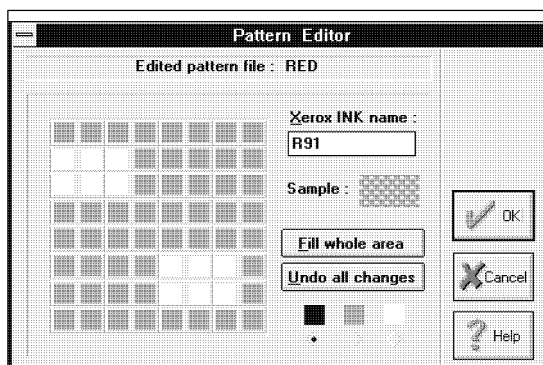 Pattern Editor
Edited pattern file : RED
Xerox INK name :
R91
Sample :
Fill whole area
Undo all changes
OK
Cancel
Help